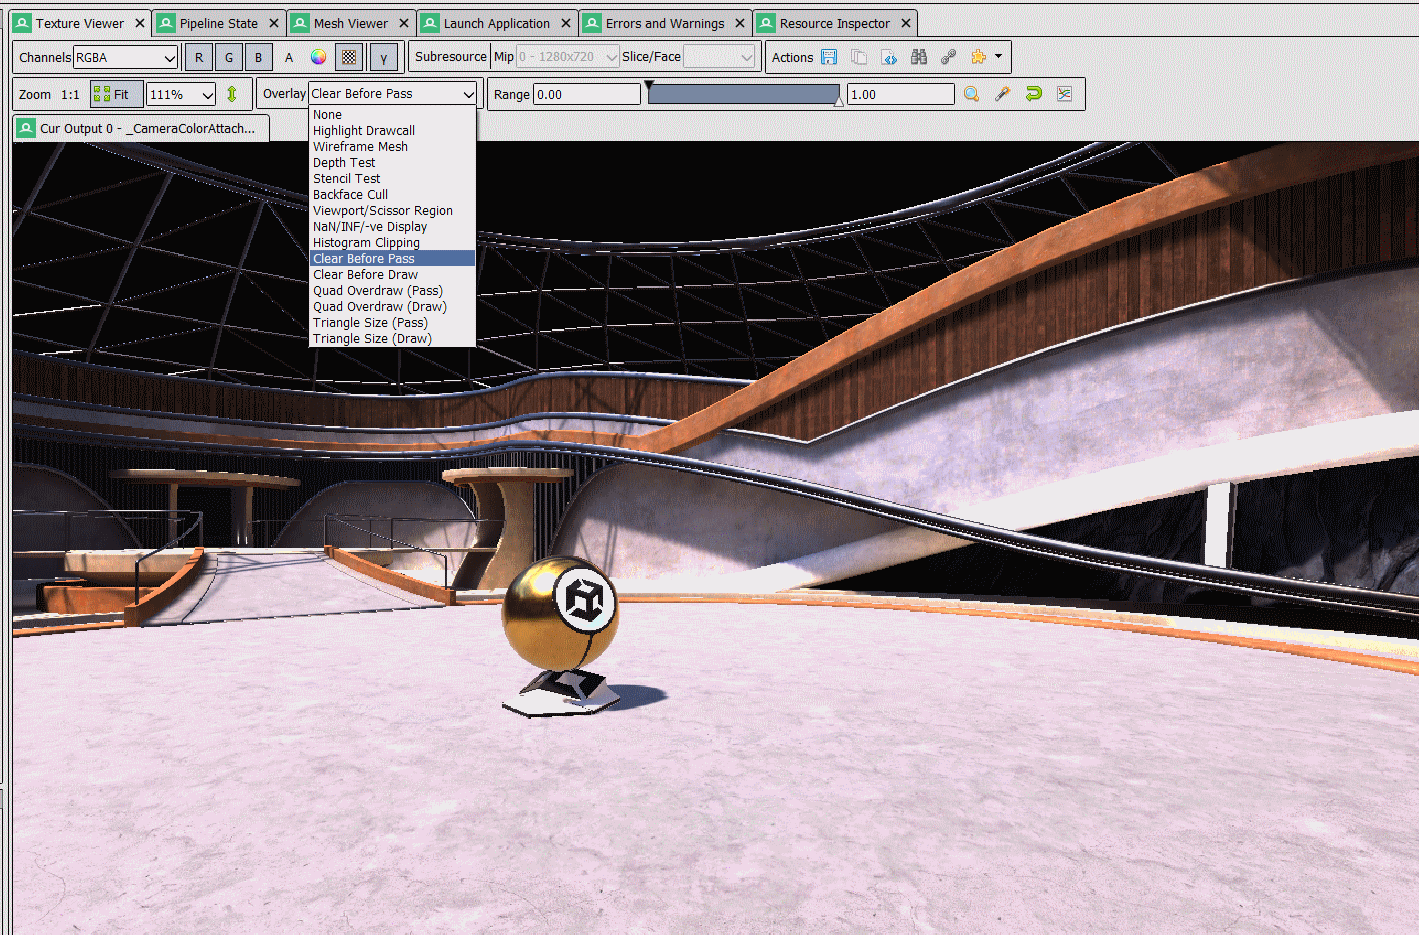 Texture Viewer Pipeline State Mesh Viewer Launch Application Errors and Warnings Resource Inspector
Channels RGBA R G B A γ Subresource Mip 0 - 1280x720 Slice/Face Actions
Zoom 1:1 Fit 111% Overlay Clear Before Pass Range 0.00 1.00
Cur Output 0 - _CameraColorAttach...
None
Highlight Drawcall
Wireframe Mesh
Depth Test
Stencil Test
Backface Cull
Viewport/Scissor Region
NaN/INF/-ve Display
Histogram Clipping
Clear Before Pass
Clear Before Draw
Quad Overdraw (Pass)
Quad Overdraw (Draw)
Triangle Size (Pass)
Triangle Size (Draw)